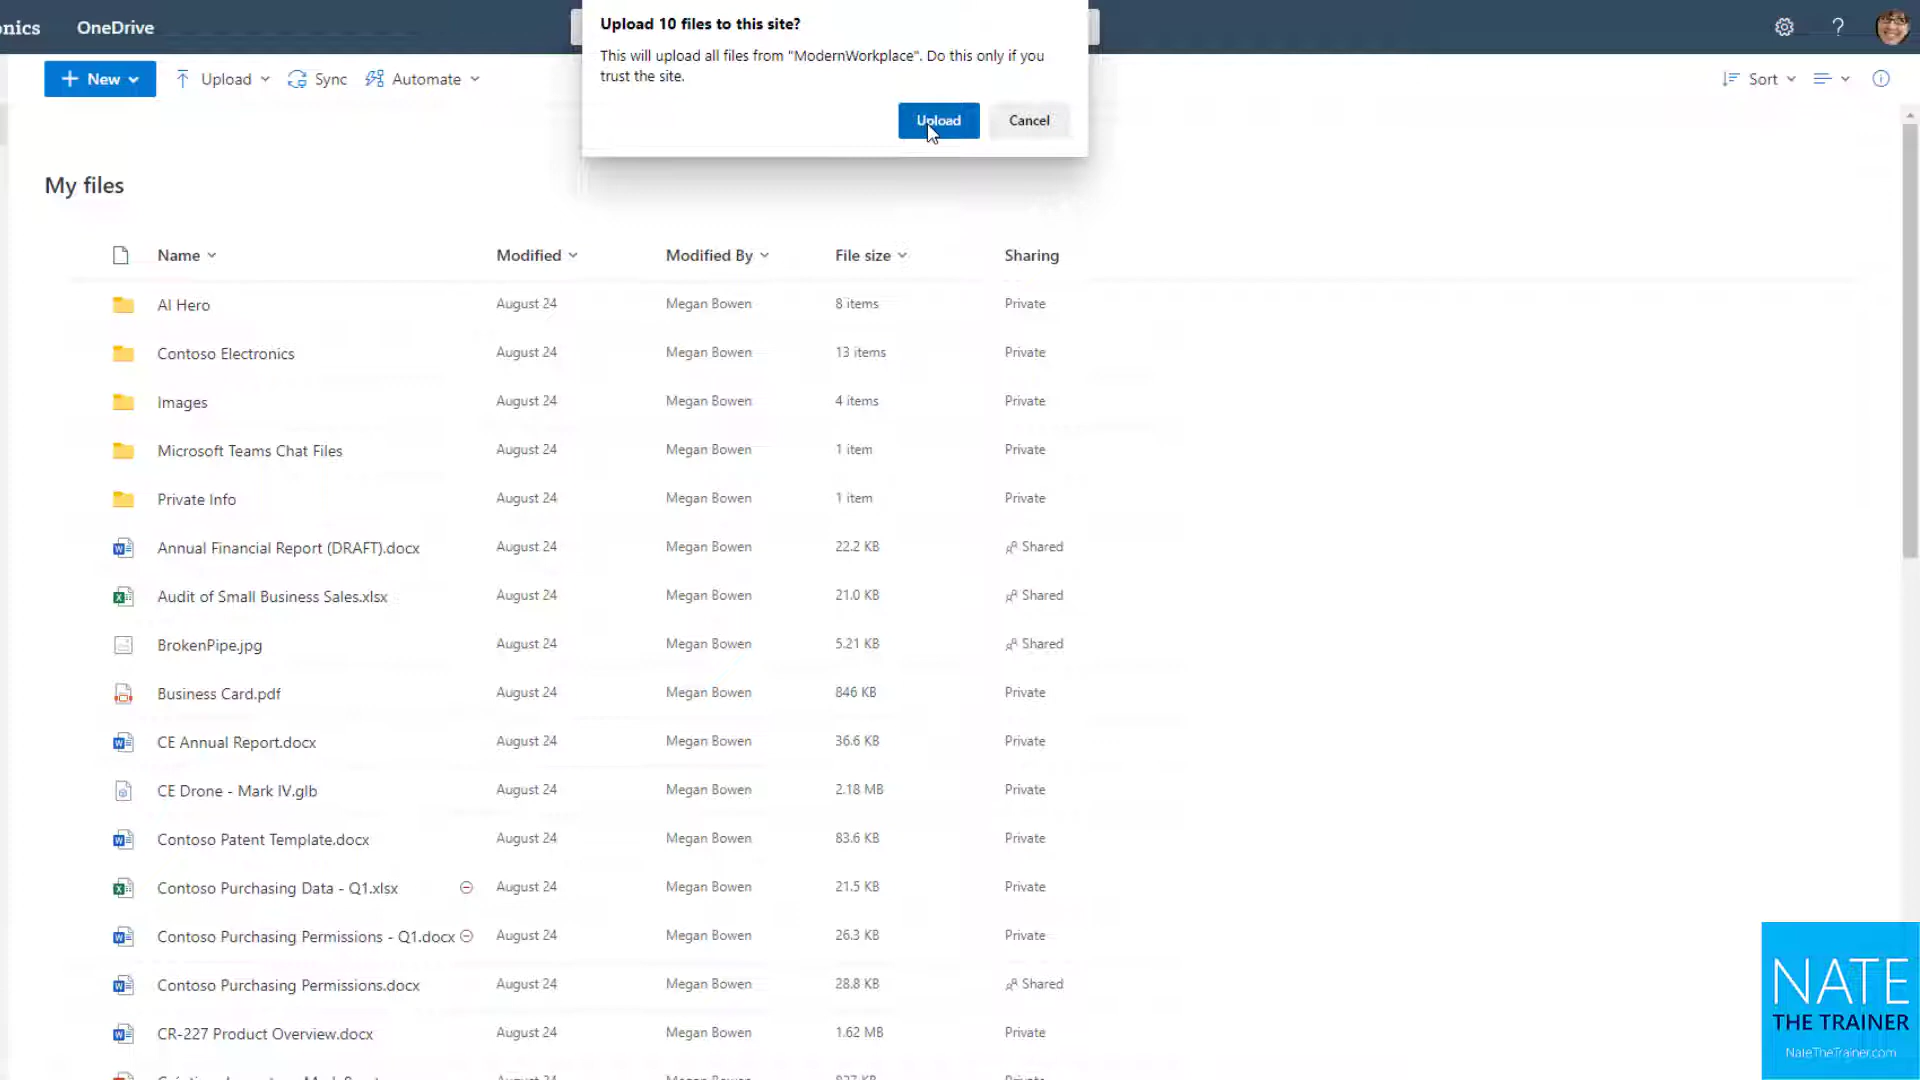 onics
OneDrive
Upload 10 files to this site?
This will upload all files from "ModernWorkplace". Do this only if you
trust the site.
Upload
Cancel
?
New
Upload
Sync
Automate
Sort
My files
Name
Modified
Modified By
File size
Sharing
AI Hero
August 24
Megan Bowen
8 items
Private
Contoso Electronics
August 24
Megan Bowen
13 items
Private
Images
August 24
Megan Bowen
4 items
Private
Microsoft Teams Chat Files
August 24
Megan Bowen
1 item
Private
Private Info
August 24
Megan Bowen
1 item
Private
Annual Financial Report (DRAFT).docx
August 24
Megan Bowen
22.2 KB
Shared
Audit of Small Business Sales.xlsx
August 24
Megan Bowen
21.0 KB
Shared
BrokenPipe.jpg
August 24
Megan Bowen
5.21 KB
Shared
Business Card.pdf
August 24
Megan Bowen
846 KB
Private
CE Annual Report.docx
August 24
Megan Bowen
36.6 KB
Private
CE Drone - Mark IV.glb
August 24
Megan Bowen
2.18 MB
Private
Contoso Patent Template.docx
August 24
Megan Bowen
83.6 KB
Private
Contoso Purchasing Data - Q1.xlsx
August 24
Megan Bowen
21.5 KB
Private
Contoso Purchasing Permissions - Q1.docx
August 24
Megan Bowen
26.3 KB
Private
Contoso Purchasing Permissions.docx
August 24
Megan Bowen
28.8 KB
Shared
CR-227 Product Overview.docx
August 24
Megan Bowen
1.62 MB
Private
NATE
THE TRAINER
NateTheTrainer.com